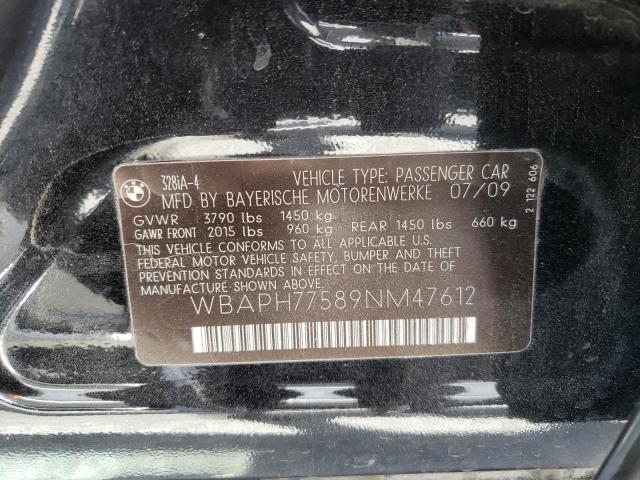 BMW
328iA-4 VEHICLE TYPE: PASSENGER CAR
MFD. BY BAYERISCHE MOTORENWERKE 07/09
GVWR 3790 lbs 1450 kg
GAWR FRONT 2015 lbs 960 kg REAR 1450 lbs 660 kg
THIS VEHICLE CONFORMS TO ALL APPLICABLE U.S.
FEDERAL MOTOR VEHICLE SAFETY, BUMPER AND THEFT
PREVENTION STANDARDS IN EFFECT ON THE DATE OF
MANUFACTURE SHOWN ABOVE.
WBAPH77589NM47612
2 122 606